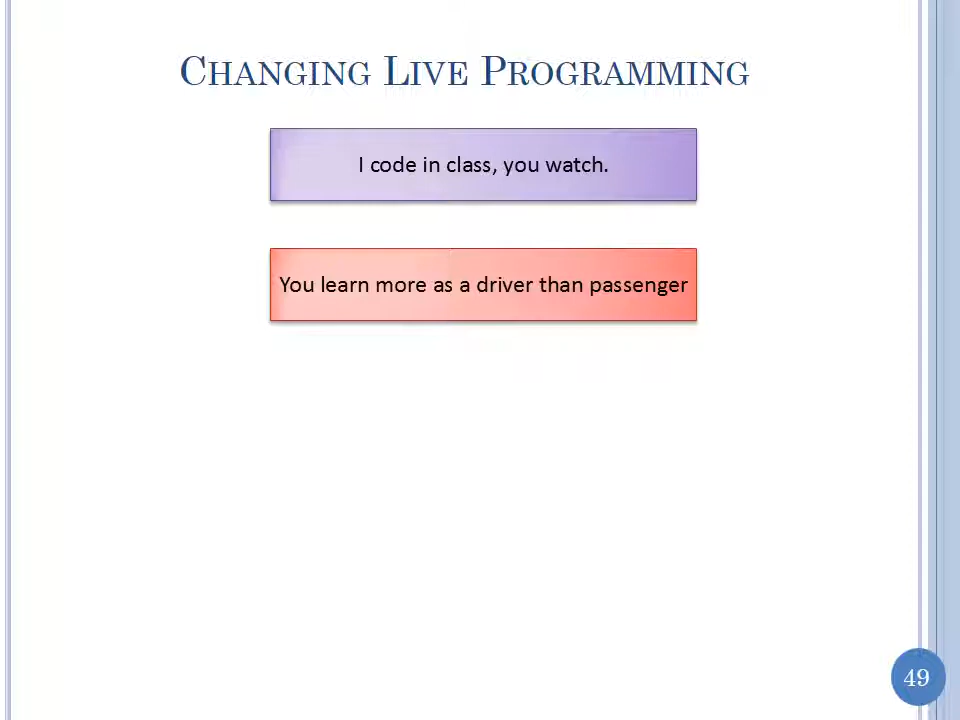 Changing Live Programming
I code in class, you watch.
You learn more as a driver than passenger
49